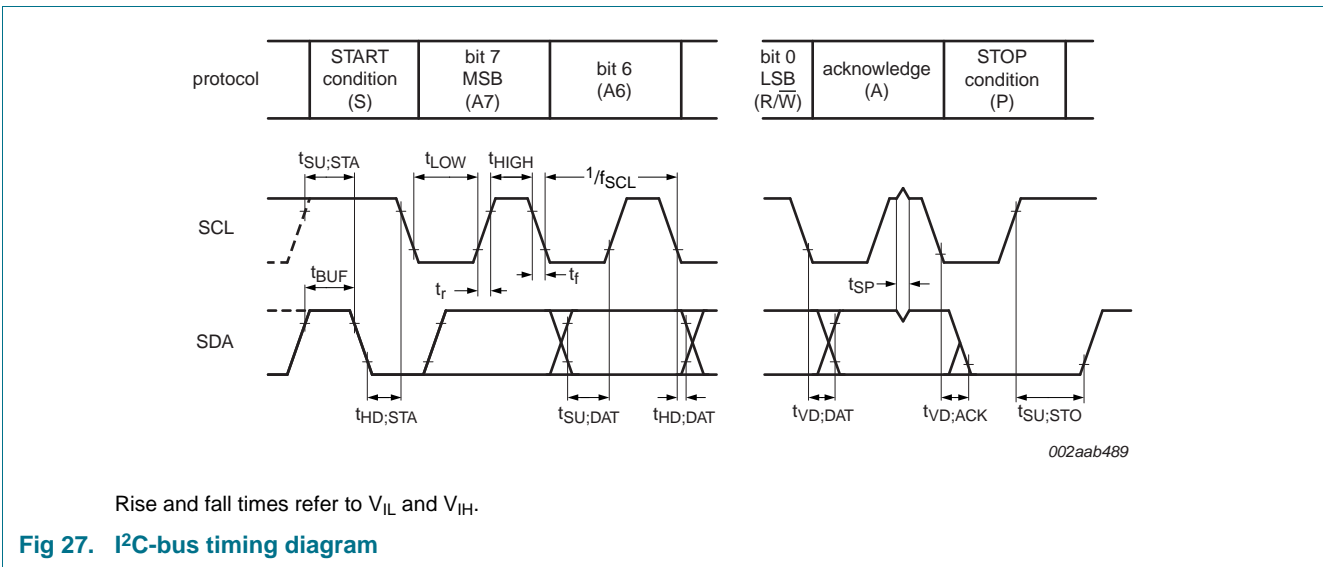 protocol
START
condition
(S)
bit 7
MSB
(A7)
bit 6
(A6)
bit 0
LSB
(R/W̅)
acknowledge
(A)
STOP
condition
(P)
tSU;STA
tLOW
tHIGH
1/fSCL
SCL
tBUF
tr
tf
tSP
SDA
tHD;STA
tSU;DAT
tHD;DAT
tVD;DAT
tVD;ACK
tSU;STO
002aab489
Rise and fall times refer to VIL and VIH.
Fig 27. I²C-bus timing diagram